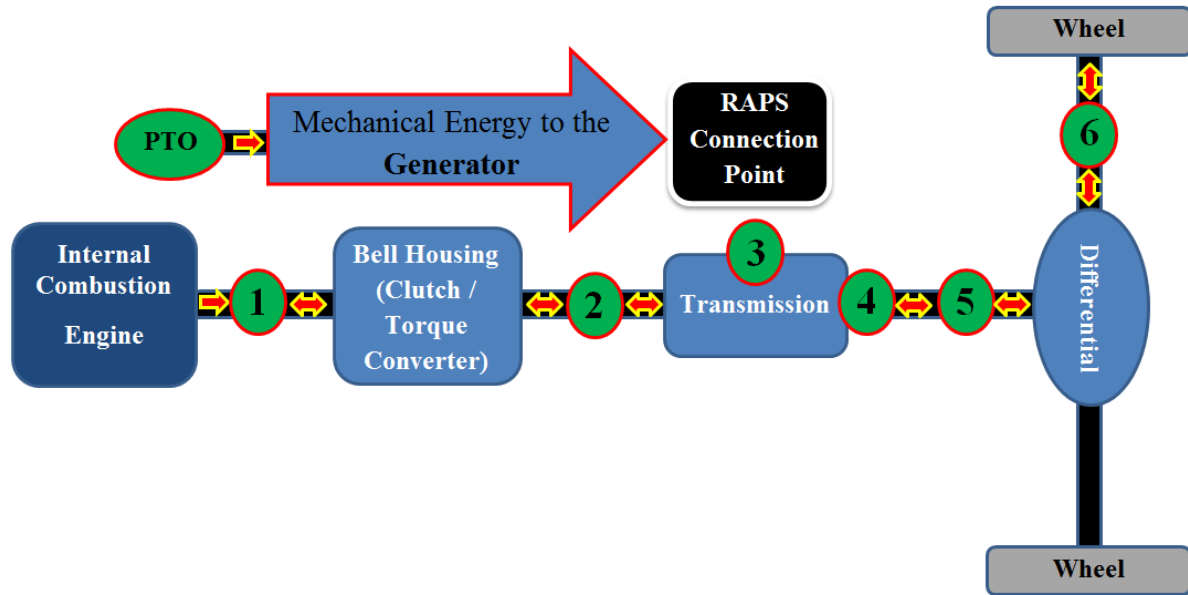 Wheel
PTO
Mechanical Energy to the
Generator
RAPS
Connection
Point
6
Internal
Combustion
Engine
1
Bell Housing
(Clutch /
Torque
Converter)
2
3
Transmission
4
5
Differential
Wheel